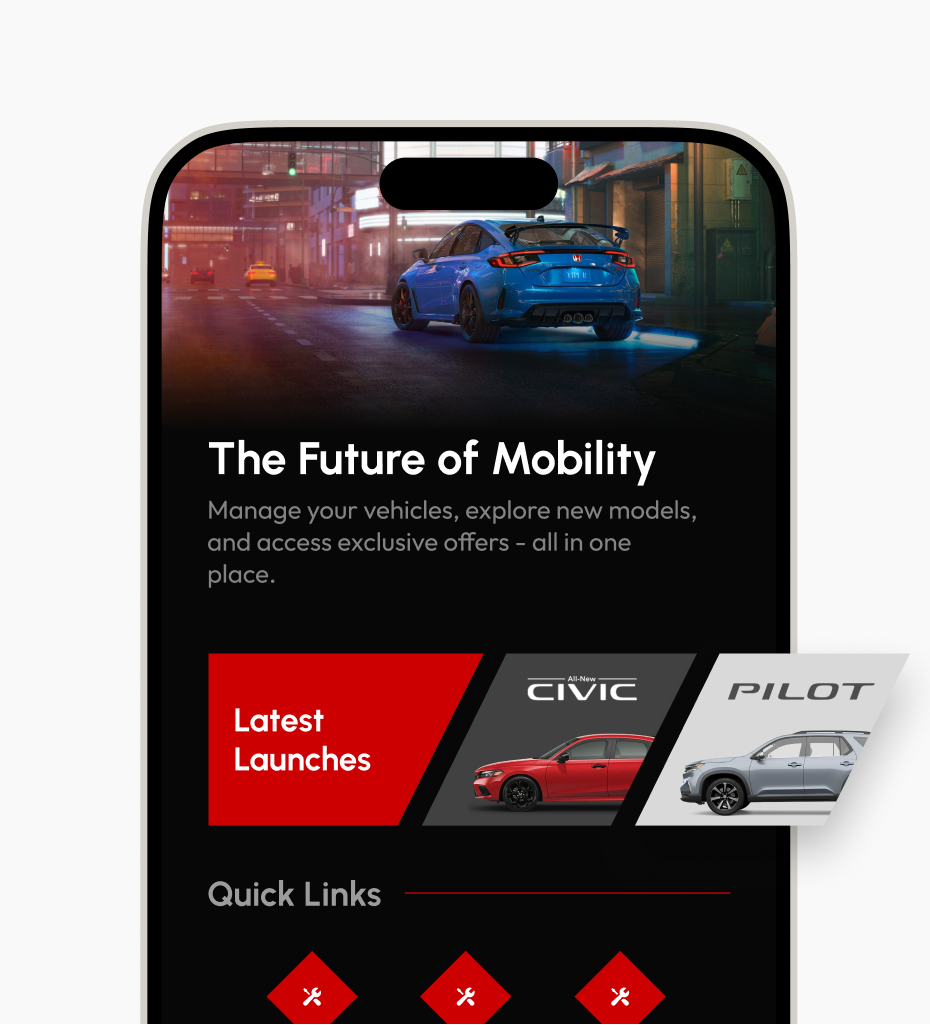 The Future of Mobility
Manage your vehicles, explore new models,
and access exclusive offers - all in one
place.
Latest
Launches
All-New
CIVIC
PILOT
Quick Links